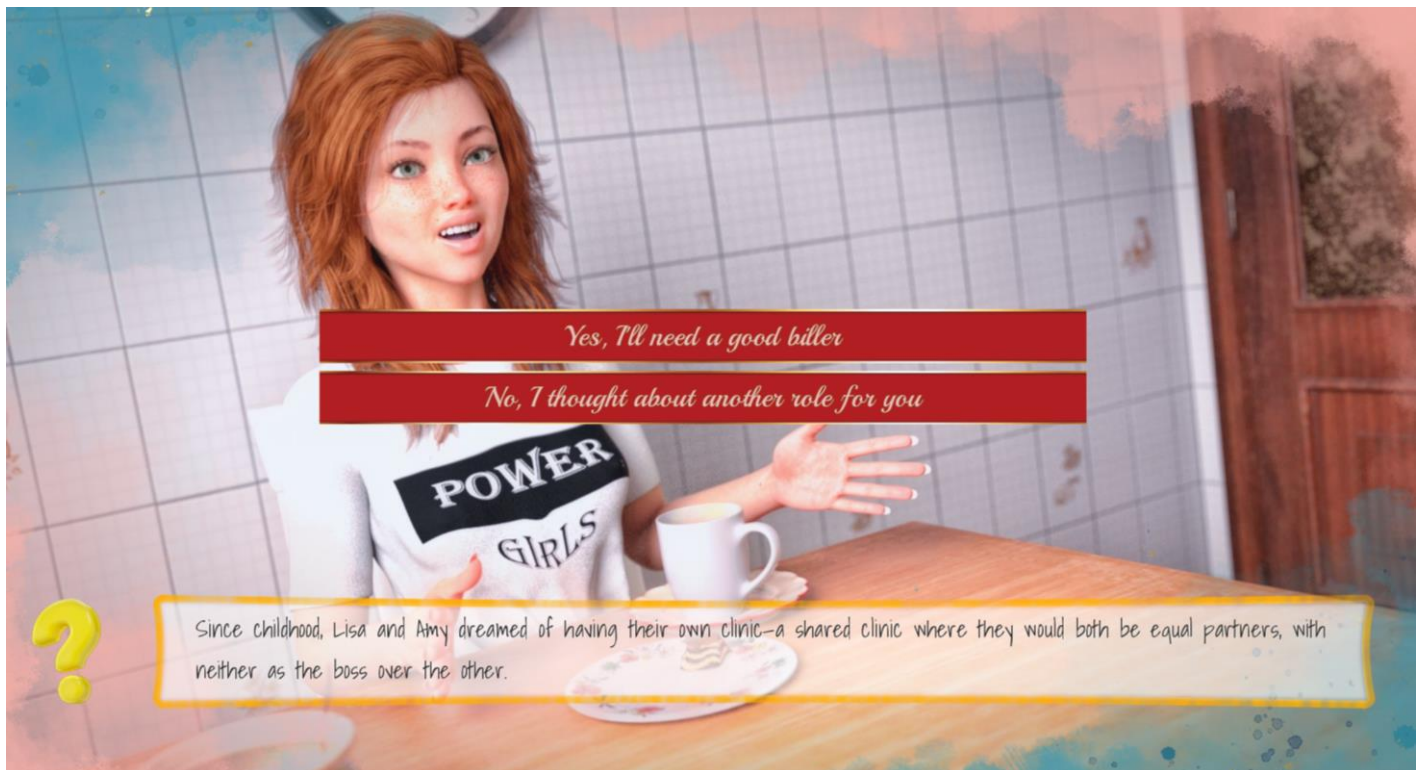 Yes, I'll need a good biller
No, I thought about another role for you
POWER
GIRLS
?
Since childhood, Lisa and Amy dreamed of having their own clinic—a shared clinic where they would both be equal partners, with
neither as the boss over the other.